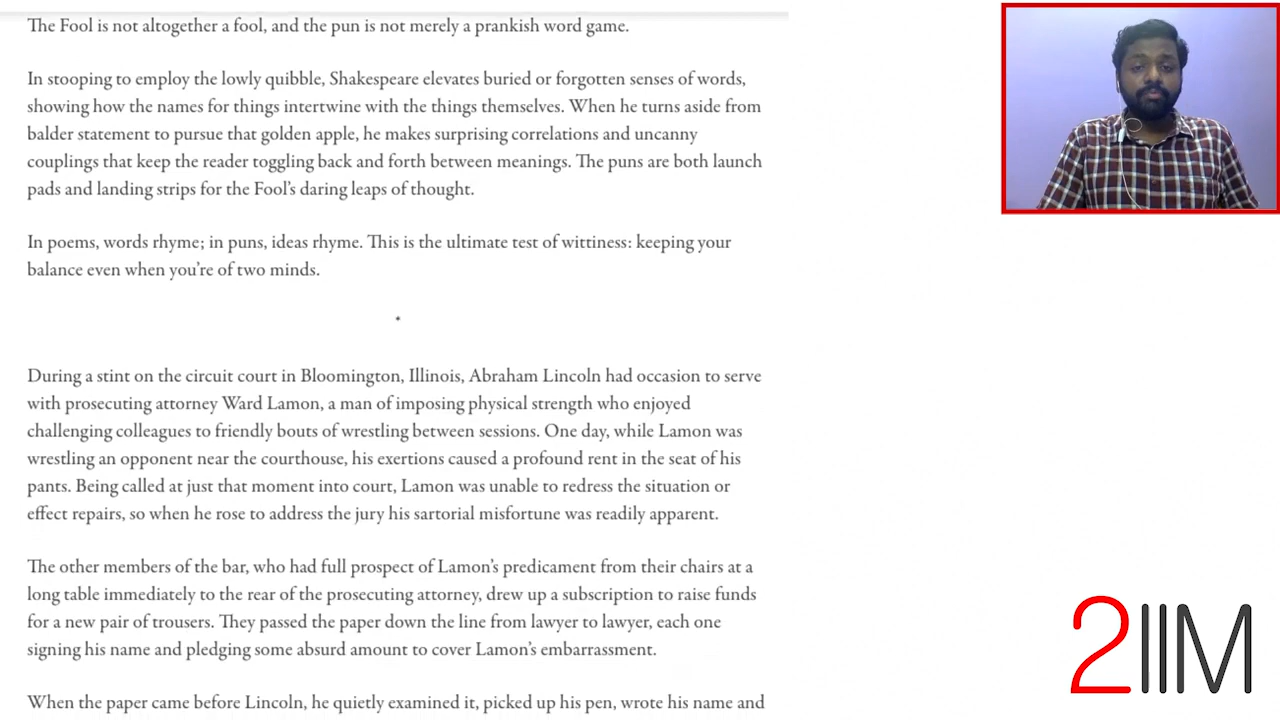 The Fool is not altogether a fool, and the pun is not merely a prankish word game.
In stooping to employ the lowly quibble, Shakespeare elevates buried or forgotten senses of words,
showing how the names for things intertwine with the things themselves. When he turns aside from
balder statement to pursue that golden apple, he makes surprising correlations and uncanny
couplings that keep the reader toggling back and forth between meanings. The puns are both launch
pads and landing strips for the Fool’s daring leaps of thought.
In poems, words rhyme; in puns, ideas rhyme. This is the ultimate test of wittiness: keeping your
balance even when you’re of two minds.
*
During a stint on the circuit court in Bloomington, Illinois, Abraham Lincoln had occasion to serve
with prosecuting attorney Ward Lamon, a man of imposing physical strength who enjoyed
challenging colleagues to friendly bouts of wrestling between sessions. One day, while Lamon was
wrestling an opponent near the courthouse, his exertions caused a profound rent in the seat of his
pants. Being called at just that moment into court, Lamon was unable to redress the situation or
effect repairs, so when he rose to address the jury his sartorial misfortune was readily apparent.
The other members of the bar, who had full prospect of Lamon’s predicament from their chairs at a
long table immediately to the rear of the prosecuting attorney, drew up a subscription to raise funds
for a new pair of trousers. They passed the paper down the line from lawyer to lawyer, each one
signing his name and pledging some absurd amount to cover Lamon’s embarrassment.
When the paper came before Lincoln, he quietly examined it, picked up his pen, wrote his name and
2IIM